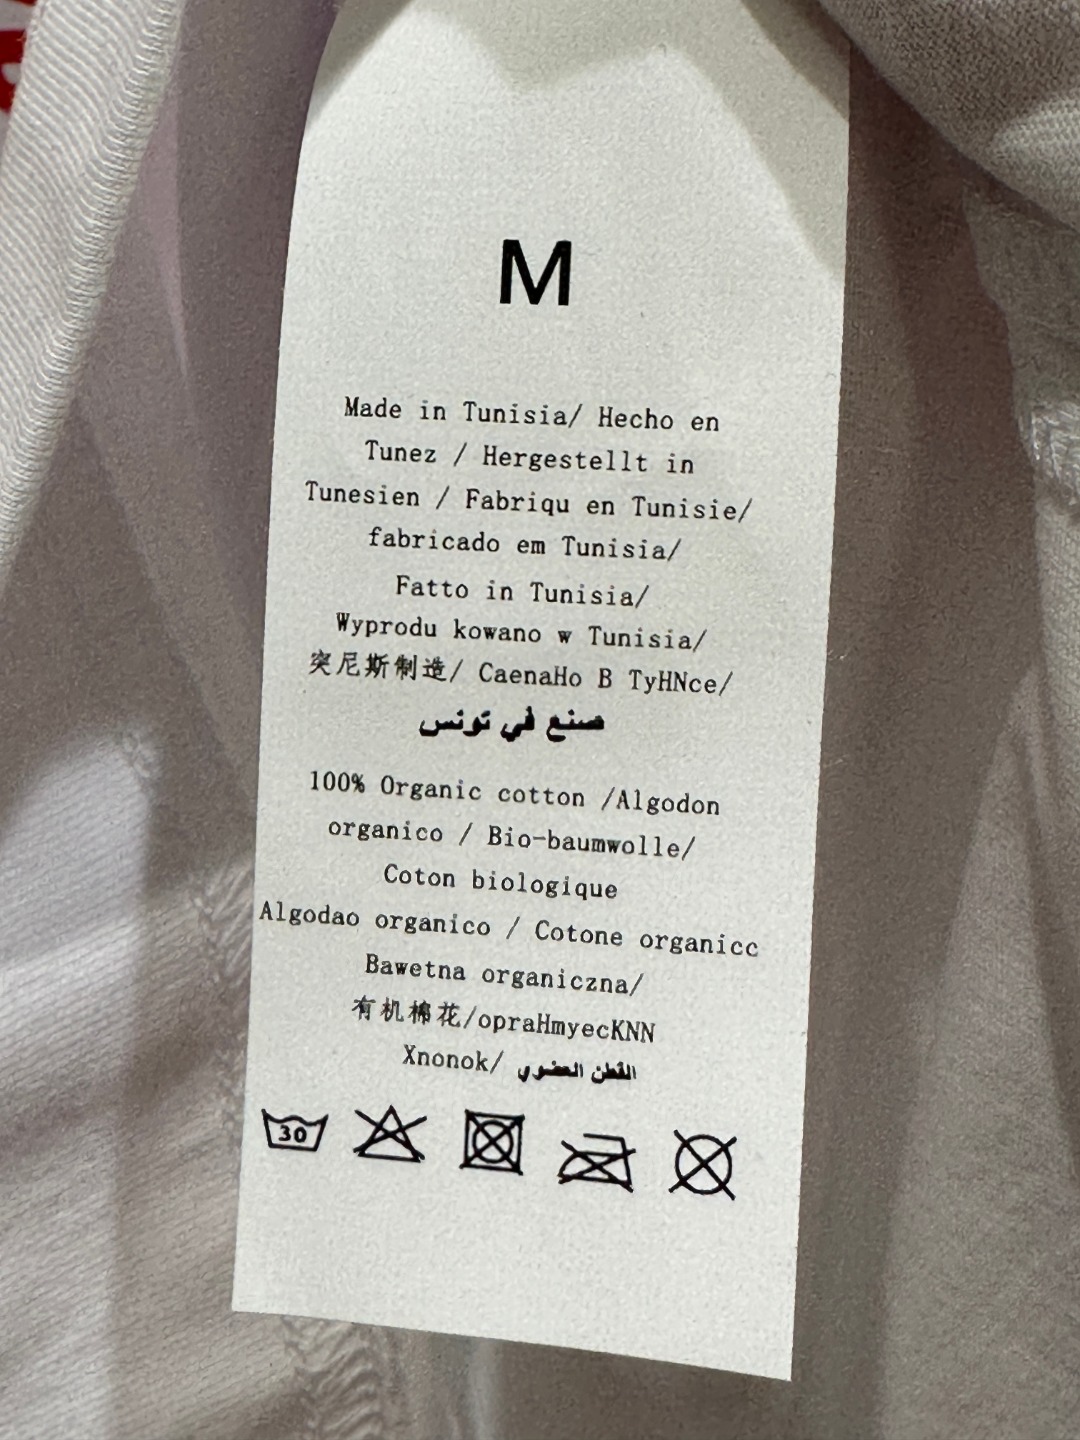 M
Made in Tunisia/ Hecho en
Tunez / Hergestellt in
Tunesien / Fabriqu en Tunisie/
fabricado em Tunisia/
Fatto in Tunisia/
Wyprodu kowano w Tunisia/
突尼斯制造/ CaenaHo B TyHNce/
صنع في تونس
100% Organic cotton /Algodon
organico / Bio-baumwolle/
Coton biologique
Algodao organico / Cotone organicc
Bawetna organiczna/
有机棉花/opraHmyecKNN
Xnonok/ القطن العضوي
30